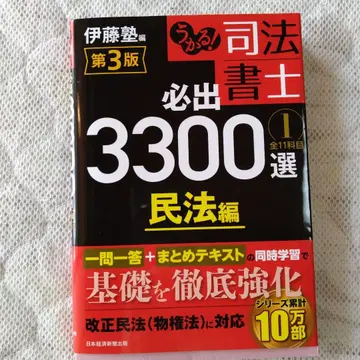 伊藤塾編
第3版
うかる!
司法
書士
必出
3300選
1
全11科目
民法編
一問一答+まとめテキストの同時学習で
基礎を徹底強化
改正民法(物権法)に対応
シリーズ累計
10万部
日本経済新聞出版